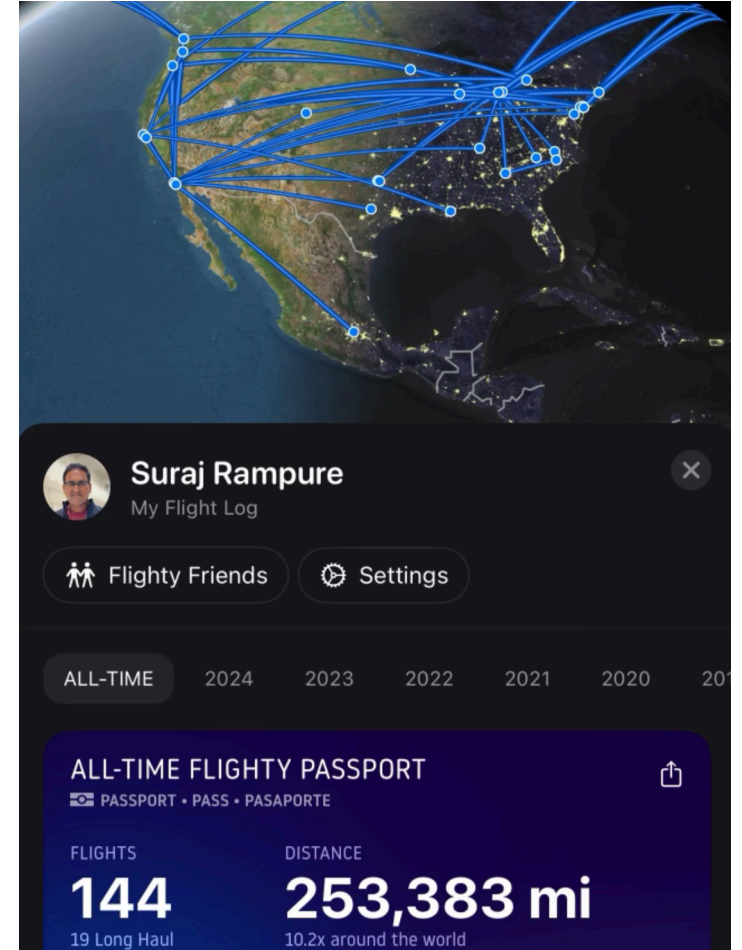 Suraj Rampure
My Flight Log
Flighty Friends
Settings
ALL-TIME 2024 2023 2022 2021 2020 201
ALL-TIME FLIGHTY PASSPORT
PASSPORT • PASS • PASAPORTE
FLIGHTS DISTANCE
144 253,383 mi
19 Long Haul 10.2x around the world